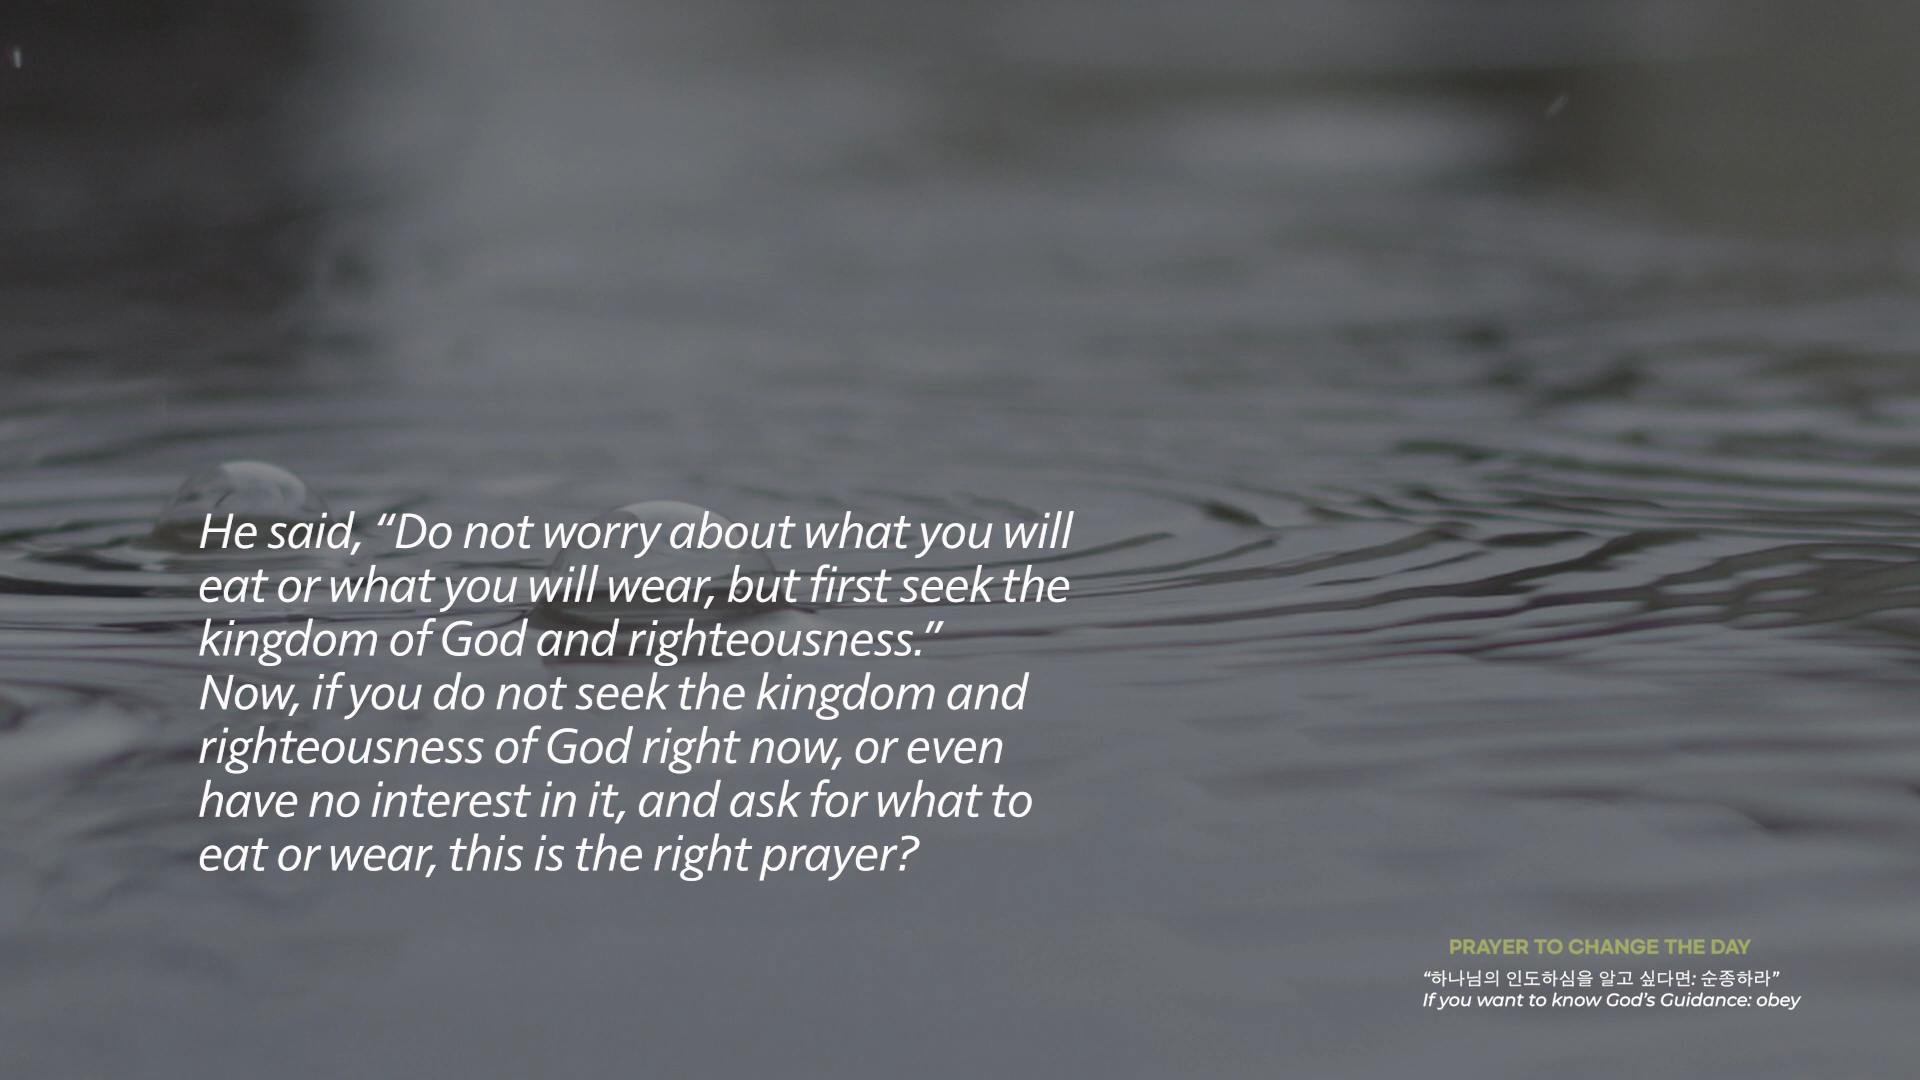 He said, “Do not worry about what you will
eat or what you will wear, but first seek the
kingdom of God and righteousness.”
Now, if you do not seek the kingdom and
righteousness of God right now, or even
have no interest in it, and ask for what to
eat or wear, this is the right prayer?
PRAYER TO CHANGE THE DAY
“하나님의 인도하심을 알고 싶다면: 순종하라”
If you want to know God’s Guidance: obey